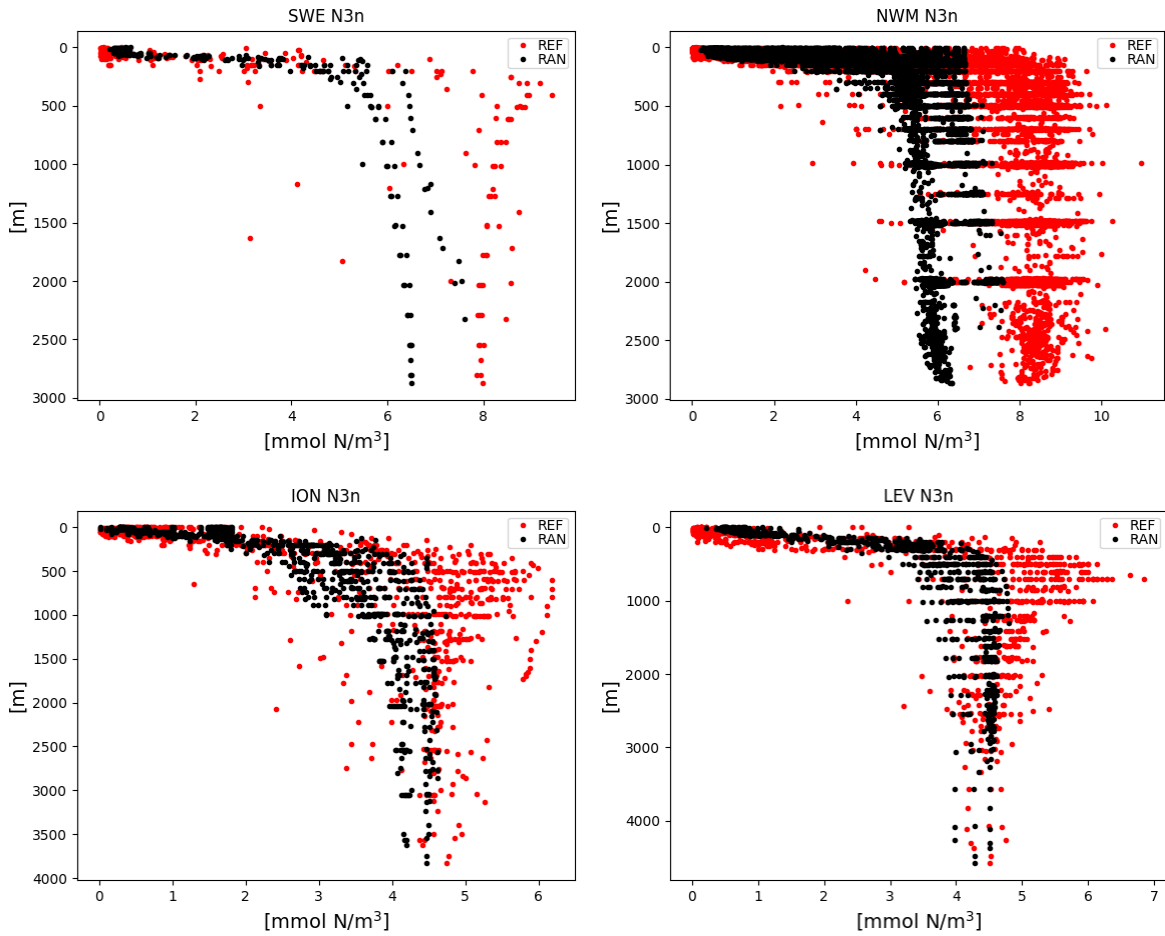 SWE N3n
REF
RAN
0
500
1000
1500
2000
2500
3000
[m]
0 2 4 6 8
[mmol N/m³]
NWM N3n
REF
RAN
0
500
1000
1500
2000
2500
3000
[m]
0 2 4 6 8 10
[mmol N/m³]
ION N3n
REF
RAN
0
500
1000
1500
2000
2500
3000
3500
4000
[m]
0 1 2 3 4 5 6
[mmol N/m³]
LEV N3n
REF
RAN
0
1000
2000
3000
4000
[m]
0 1 2 3 4 5 6 7
[mmol N/m³]